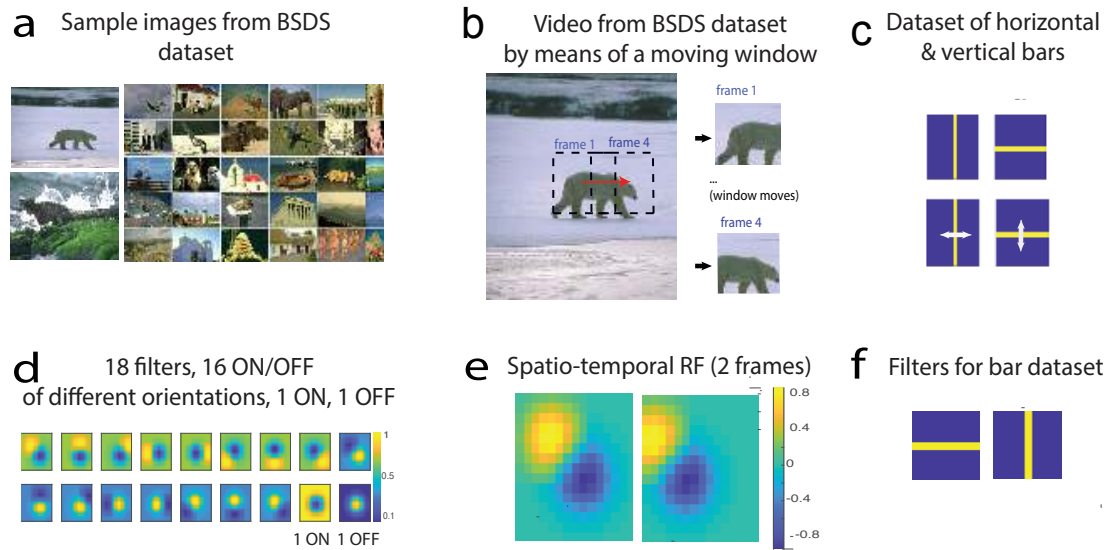 a
Sample images from BSDS
dataset
b
Video from BSDS dataset
by means of a moving window
frame 1
frame 4
frame 1
...
(window moves)
frame 4
c
Dataset of horizontal
& vertical bars
d
18 filters, 16 ON/OFF
of different orientations, 1 ON, 1 OFF
1
0.5
0.1
1 ON 1 OFF
e
Spatio-temporal RF (2 frames)
0.8
0.4
0
-0.4
-0.8
f
Filters for bar dataset